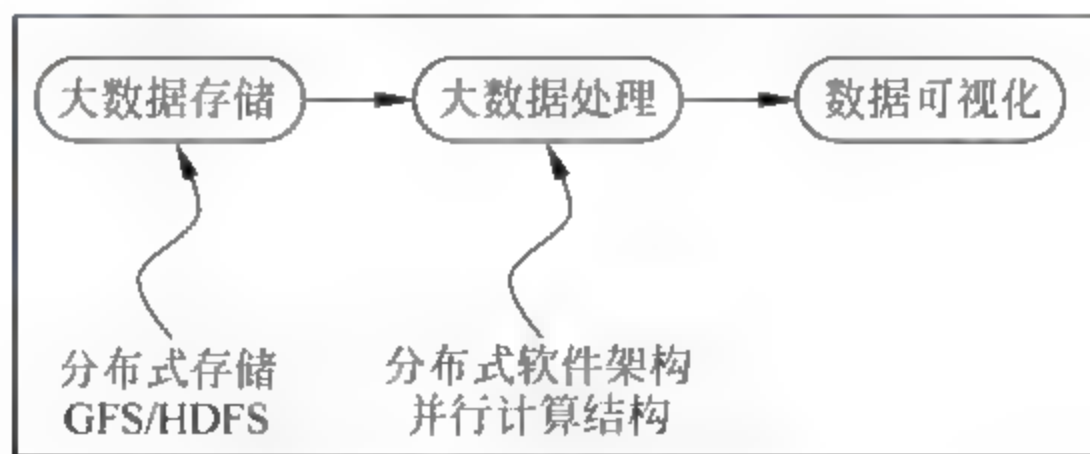 大数据存储
大数据处理
数据可视化
分布式存储
GFS/HDFS
分布式软件架构
并行计算结构